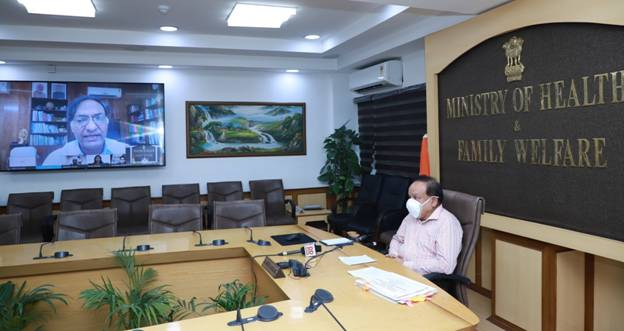 MINISTRY OF HEALTH
&
FAMILY WELFARE